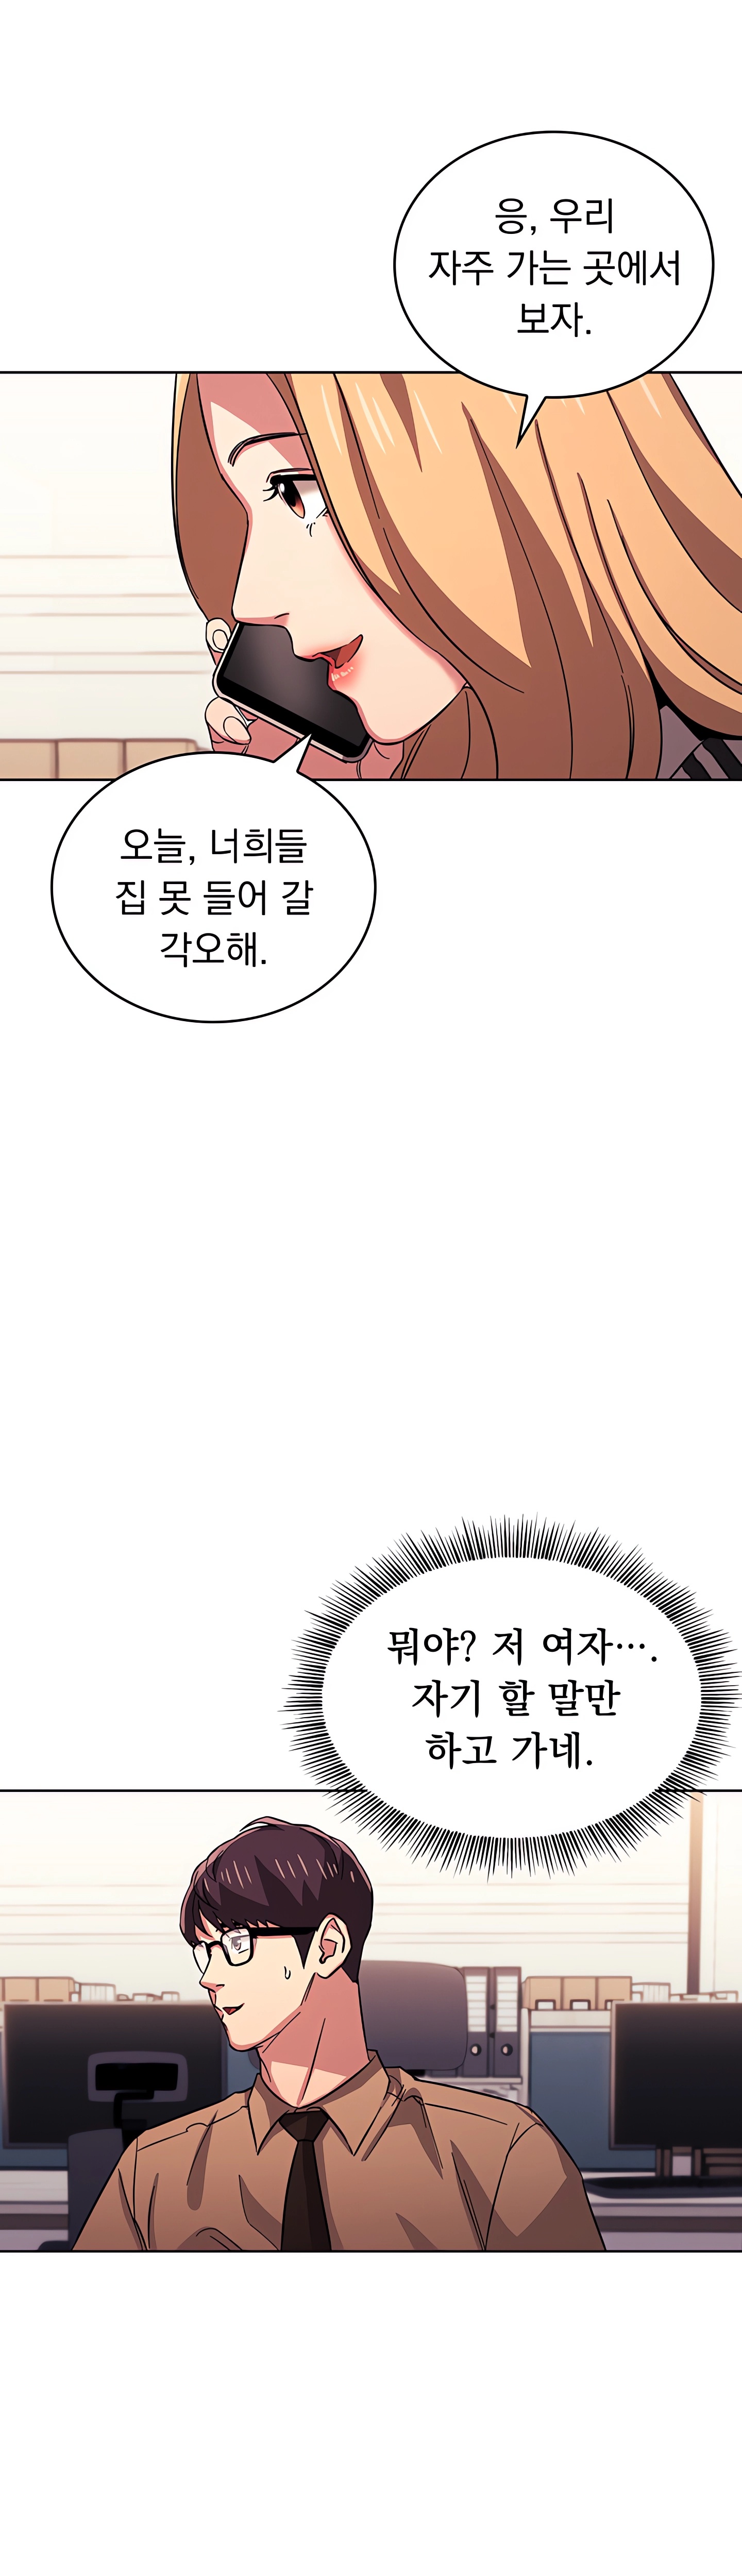 응, 우리
자주 가는 곳에서
보자.
오늘, 너희들
집 못 들어 갈
각오해.
뭐야? 저 여자….
자기 할 말만
하고 가네.